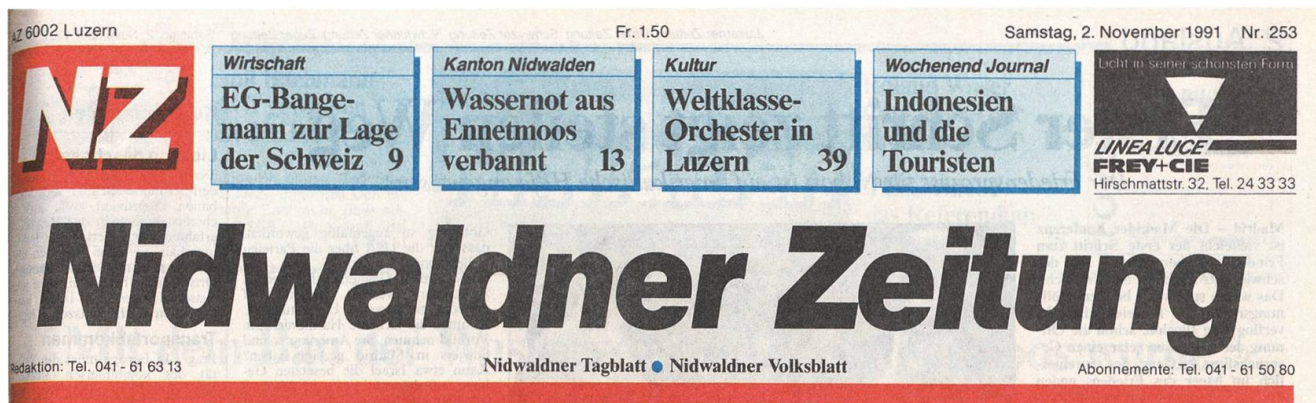 AZ 6002 Luzern
Fr. 1.50
Samstag, 2. November 1991 Nr. 253
NZ
Wirtschaft
EG-Bange-
mann zur Lage
der Schweiz 9
Kanton Nidwalden
Wassernot aus
Ennetmoos
verbannt 13
Kultur
Weltklasse-
Orchester in
Luzern 39
Wochenend Journal
Indonesien
und die
Touristen
Licht in seiner schönsten Form
LINEA LUCE
FREY+CIE
Hirschmattstr. 32, Tel. 24 33 33
Nidwaldner Zeitung
Redaktion: Tel. 041 - 61 63 13
Nidwaldner Tagblatt ● Nidwaldner Volksblatt
Abonnemente: Tel. 041 - 61 50 80